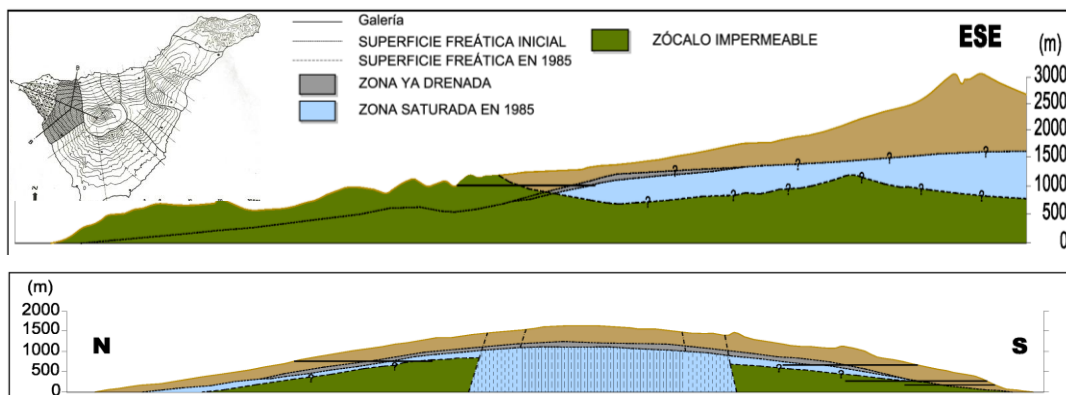 Galería
SUPERFICIE FREÁTICA INICIAL
SUPERFICIE FREÁTICA EN 1985
ZONA YA DRENADA
ZONA SATURADA EN 1985
ZÓCALO IMPERMEABLE
ESE
(m)
3000
2500
2000
1500
1000
500
0
? ? ? ?
? ? ? ? ? ?
(m)
2000
1500
1000
500
0
N
S
? ?
? ?